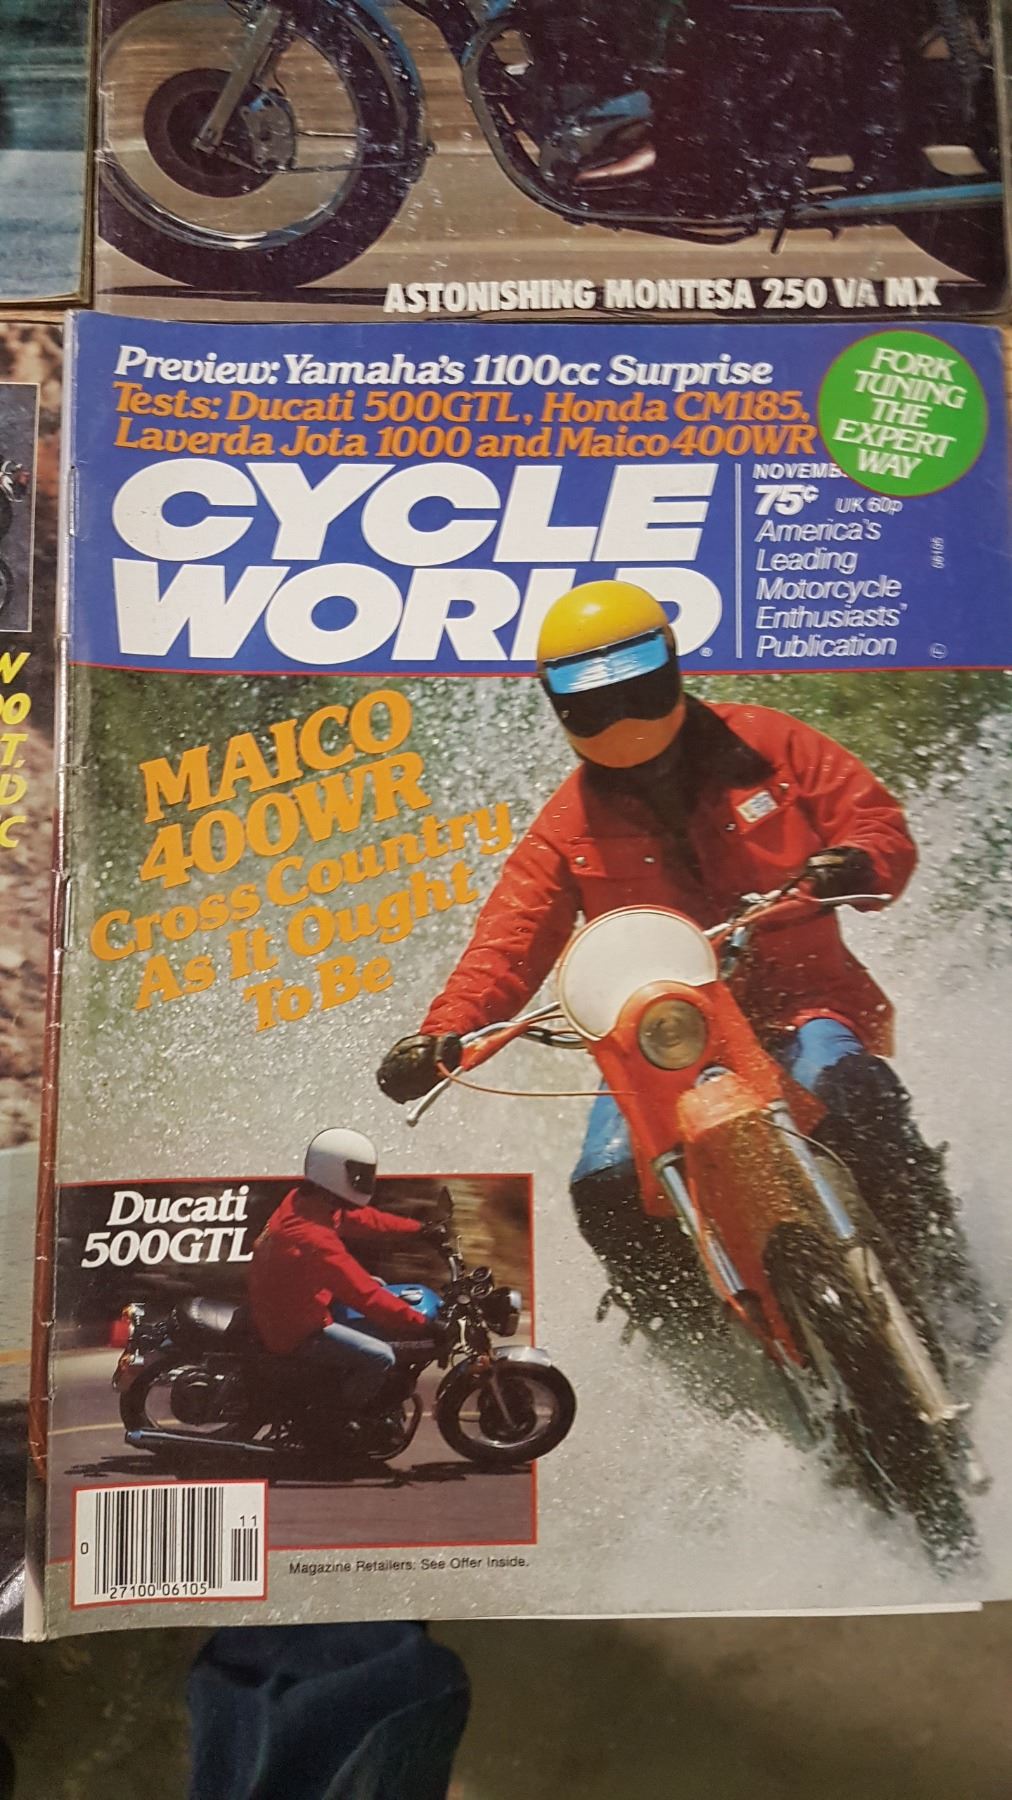 ASTONISHING MONTESA 250 VA MX
Preview: Yamaha's 1100cc Surprise
Tests: Ducati 500GTL, Honda CM185,
Laverda Jota 1000 and Maico 400WR
FORK
TUNING
THE
EXPERT
WAY
CYCLE
WORLD
®
75¢ UK 60p
America's
Leading
Motorcycle
Enthusiasts'
Publication
MAICO
400WR
Cross Country
As It Ought
To Be
Ducati
500GTL
11
0
27100 06105
Magazine Retailers: See Offer Inside.
T,